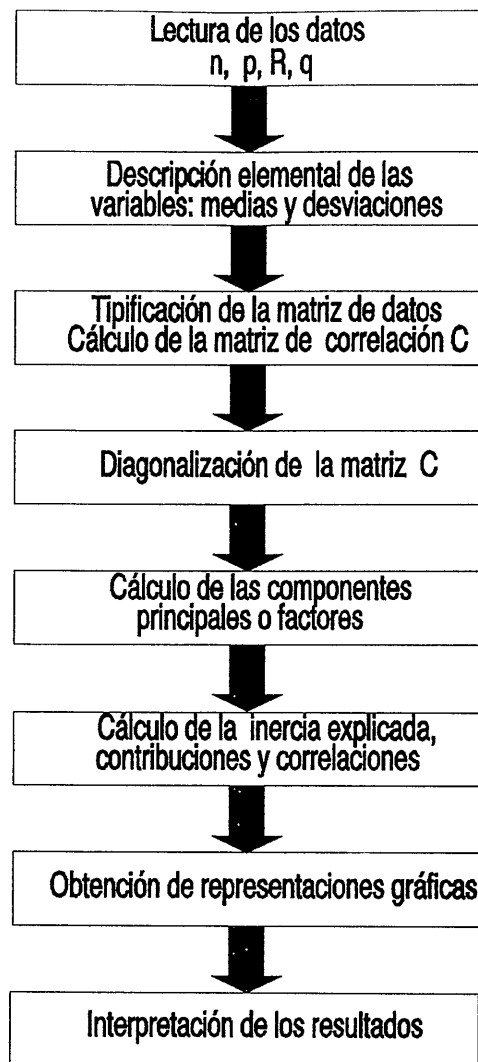 Lectura de los datos
n, p, R, q
Descripción elemental de las
variables: medias y desviaciones
Tipificación de la matriz de datos
Cálculo de la matriz de correlación C
Diagonalización de la matriz C
Cálculo de las componentes
principales o factores
Cálculo de la inercia explicada,
contribuciones y correlaciones
Obtención de representaciones gráficas
Interpretación de los resultados